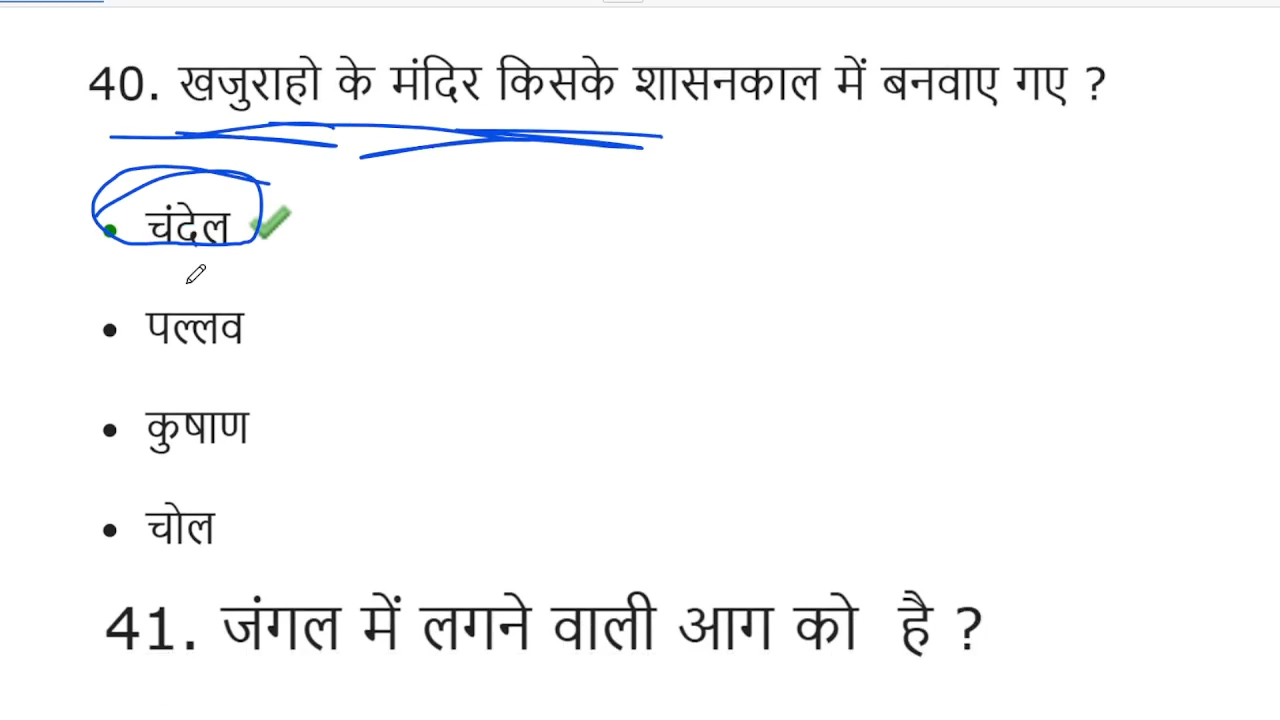 40. खजुराहो के मंदिर किसके शासनकाल में बनवाए गए ?
• चंदेल
• पल्लव
• कुषाण
• चोल
41. जंगल में लगने वाली आग को है ?